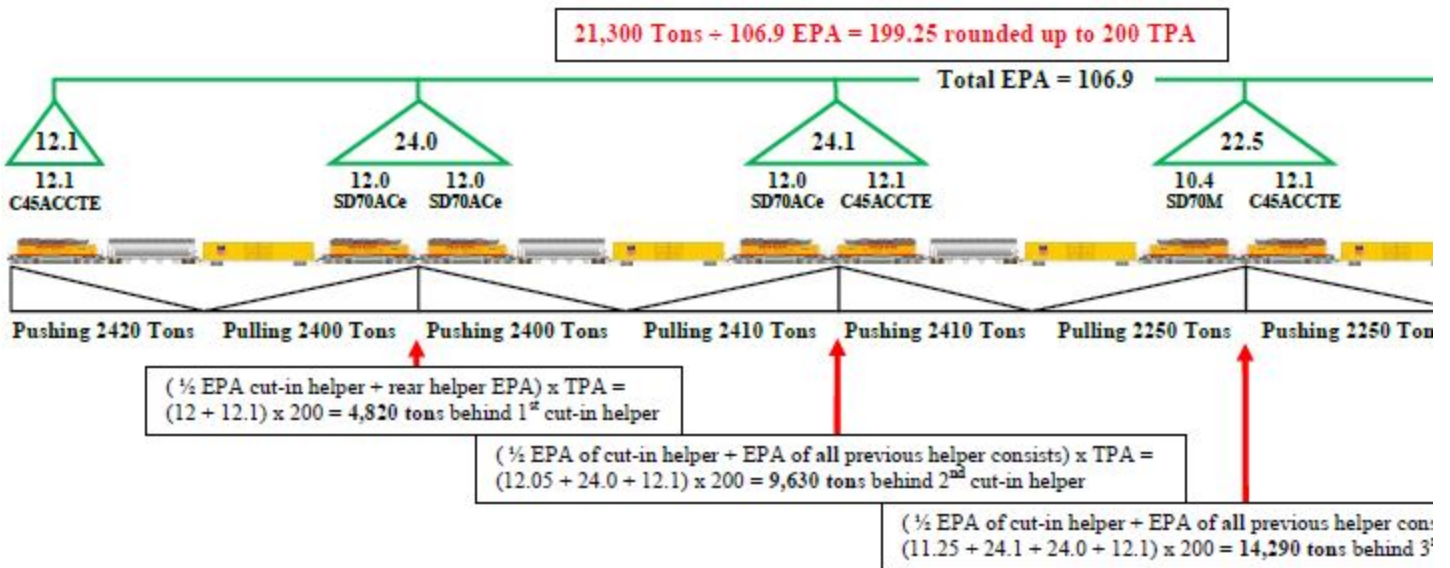 21,300 Tons ÷ 106.9 EPA = 199.25 rounded up to 200 TPA
Total EPA = 106.9
12.1 24.0 24.1 22.5
12.1 12.0 12.0 12.0 12.1 10.4 12.1
C45ACCTE SD70ACe SD70ACe SD70ACe C45ACCTE SD70M C45ACCTE
Pushing 2420 Tons Pulling 2400 Tons Pushing 2400 Tons Pulling 2410 Tons Pushing 2410 Tons Pulling 2250 Tons Pushing 2250 Ton
( ½ EPA cut-in helper + rear helper EPA) x TPA =
(12 + 12.1) x 200 = 4,820 tons behind 1st cut-in helper
( ½ EPA of cut-in helper + EPA of all previous helper consists) x TPA =
(12.05 + 24.0 + 12.1) x 200 = 9,630 tons behind 2nd cut-in helper
( ½ EPA of cut-in helper + EPA of all previous helper cons
(11.25 + 24.1 + 24.0 + 12.1) x 200 = 14,290 tons behind 3